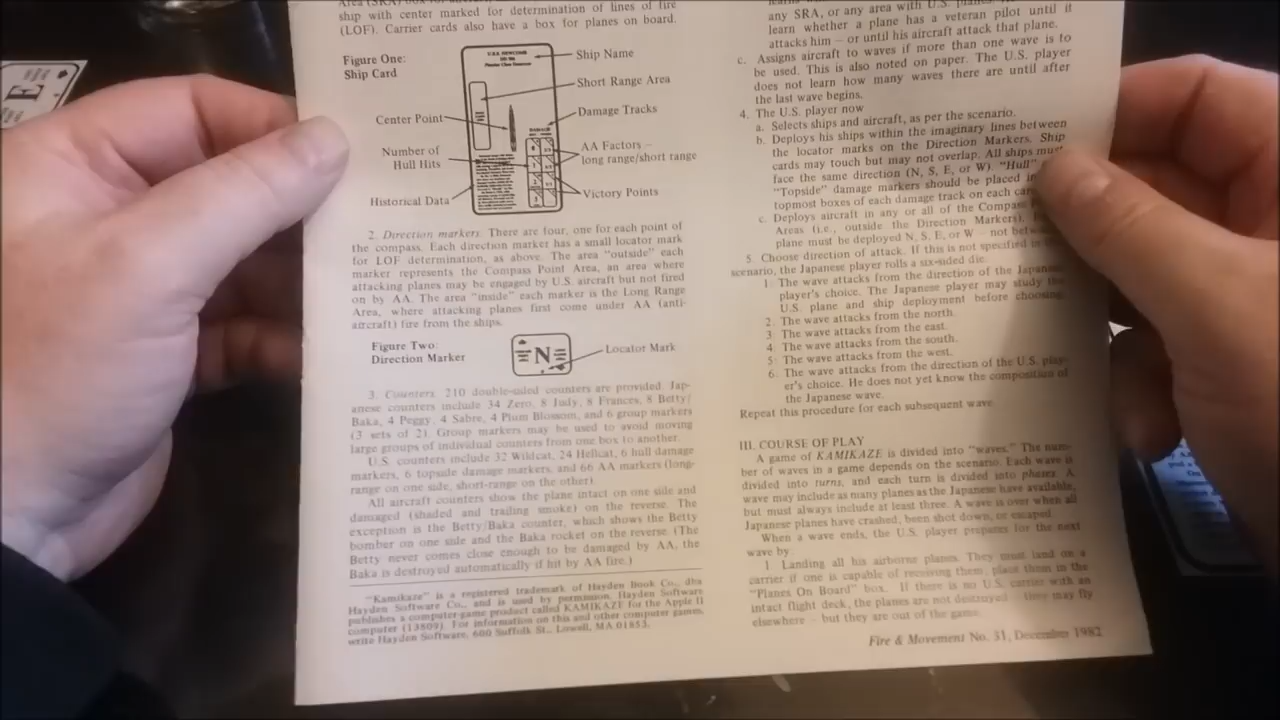 Area (SRA)
ship with center marked for determination of lines of fire
(LOF). Carrier cards also have a box for planes on board.
Figure One:
Ship Card
Ship Name
Short Range Area
Damage Tracks
Center Point
Number of
Hull Hits
AA Factors –
long range/short range
Historical Data
Victory Points
2. Direction markers. There are four, one for each point of
the compass. Each direction marker has a small locator mark
for LOF determination, as above. The area "outside" each
marker represents the Compass Point Area, an area where
attacking planes may be engaged by U.S. aircraft but not fired
on by AA. The area "inside" each marker is the Long Range
Area, where attacking planes first come under AA (anti-
aircraft) fire from the ships.
Figure Two:
Direction Marker
N
Locator Mark
3. Counters. 210 double-sided counters are provided. Jap-
anese counters include 34 Zero, 8 Judy, 8 Frances, 8 Betty/
Baka, 4 Peggy, 4 Sabre, 4 Plum Blossom, and 6 group markers
(3 sets of 2). Group markers may be used to avoid moving
large groups of individual counters from one box to another.
U.S. counters include 32 Wildcat, 24 Hellcat, 6 hull damage
markers, 6 topside damage markers, and 66 AA markers (long-
range on one side, short-range on the other).
All aircraft counters show the plane intact on one side and
damaged (shaded and trailing smoke) on the reverse. The
exception is the Betty/Baka counter, which shows the Betty
bomber on one side and the Baka rocket on the reverse. (The
Betty never comes close enough to be damaged by AA, the
Baka is destroyed automatically if hit by AA fire.)
"Kamikaze" is a registered trademark of Hayden Book Co., dba
Hayden Software Co., and is used by permission. Hayden Software
publishes a computer-game product called KAMIKAZE for the Apple II
computer (13809). For information on this and other computer games,
write Hayden Software, 600 Suffolk St., Lowell, MA 01853.
any SRA, or any area with U.S. planes.
learn whether a plane has a veteran pilot until it
attacks him – or until his aircraft attack that plane.
c. Assigns aircraft to waves if more than one wave is to
be used. This is also noted on paper. The U.S. player
does not learn how many waves there are until after
the last wave begins.
4. The U.S. player now
a. Selects ships and aircraft, as per the scenario.
b. Deploys his ships within the imaginary lines between
the locator marks on the Direction Markers. Ship
cards may touch but may not overlap. All ships must
face the same direction (N, S, E, or W). "Hull"
"Topside" damage markers should be placed in
topmost boxes of each damage track on each
c. Deploys aircraft in any or all of the Compass
Areas (i.e., outside the Direction Markers).
plane must be deployed N, S, E, or W – not
5. Choose direction of attack. If this is not specified in
scenario, the Japanese player rolls a six-sided die.
1. The wave attacks from the direction of the Japanese
player's choice. The Japanese player may study the
U.S. plane and ship deployment before choosing.
2. The wave attacks from the north.
3. The wave attacks from the east.
4. The wave attacks from the south.
5. The wave attacks from the west.
6. The wave attacks from the direction of the U.S. play-
er's choice. He does not yet know the composition of
the Japanese wave.
Repeat this procedure for each subsequent wave.
III. COURSE OF PLAY
A game of KAMIKAZE is divided into "waves." The num-
ber of waves in a game depends on the scenario. Each wave is
divided into turns, and each turn is divided into phases. A
wave may include as many planes as the Japanese have available,
but must always include at least three. A wave is over when all
Japanese planes have crashed, been shot down, or escaped.
When a wave ends, the U.S. player prepares for the next
wave by
1. Landing all his airborne planes. They must land on a
carrier if one is capable of receiving them; place them in the
"Planes On Board" box. If there is no U.S. carrier with an
intact flight deck, the planes are not destroyed – they may fly
elsewhere – but they are out of the game.
Fire & Movement No. 31, December 1982
E